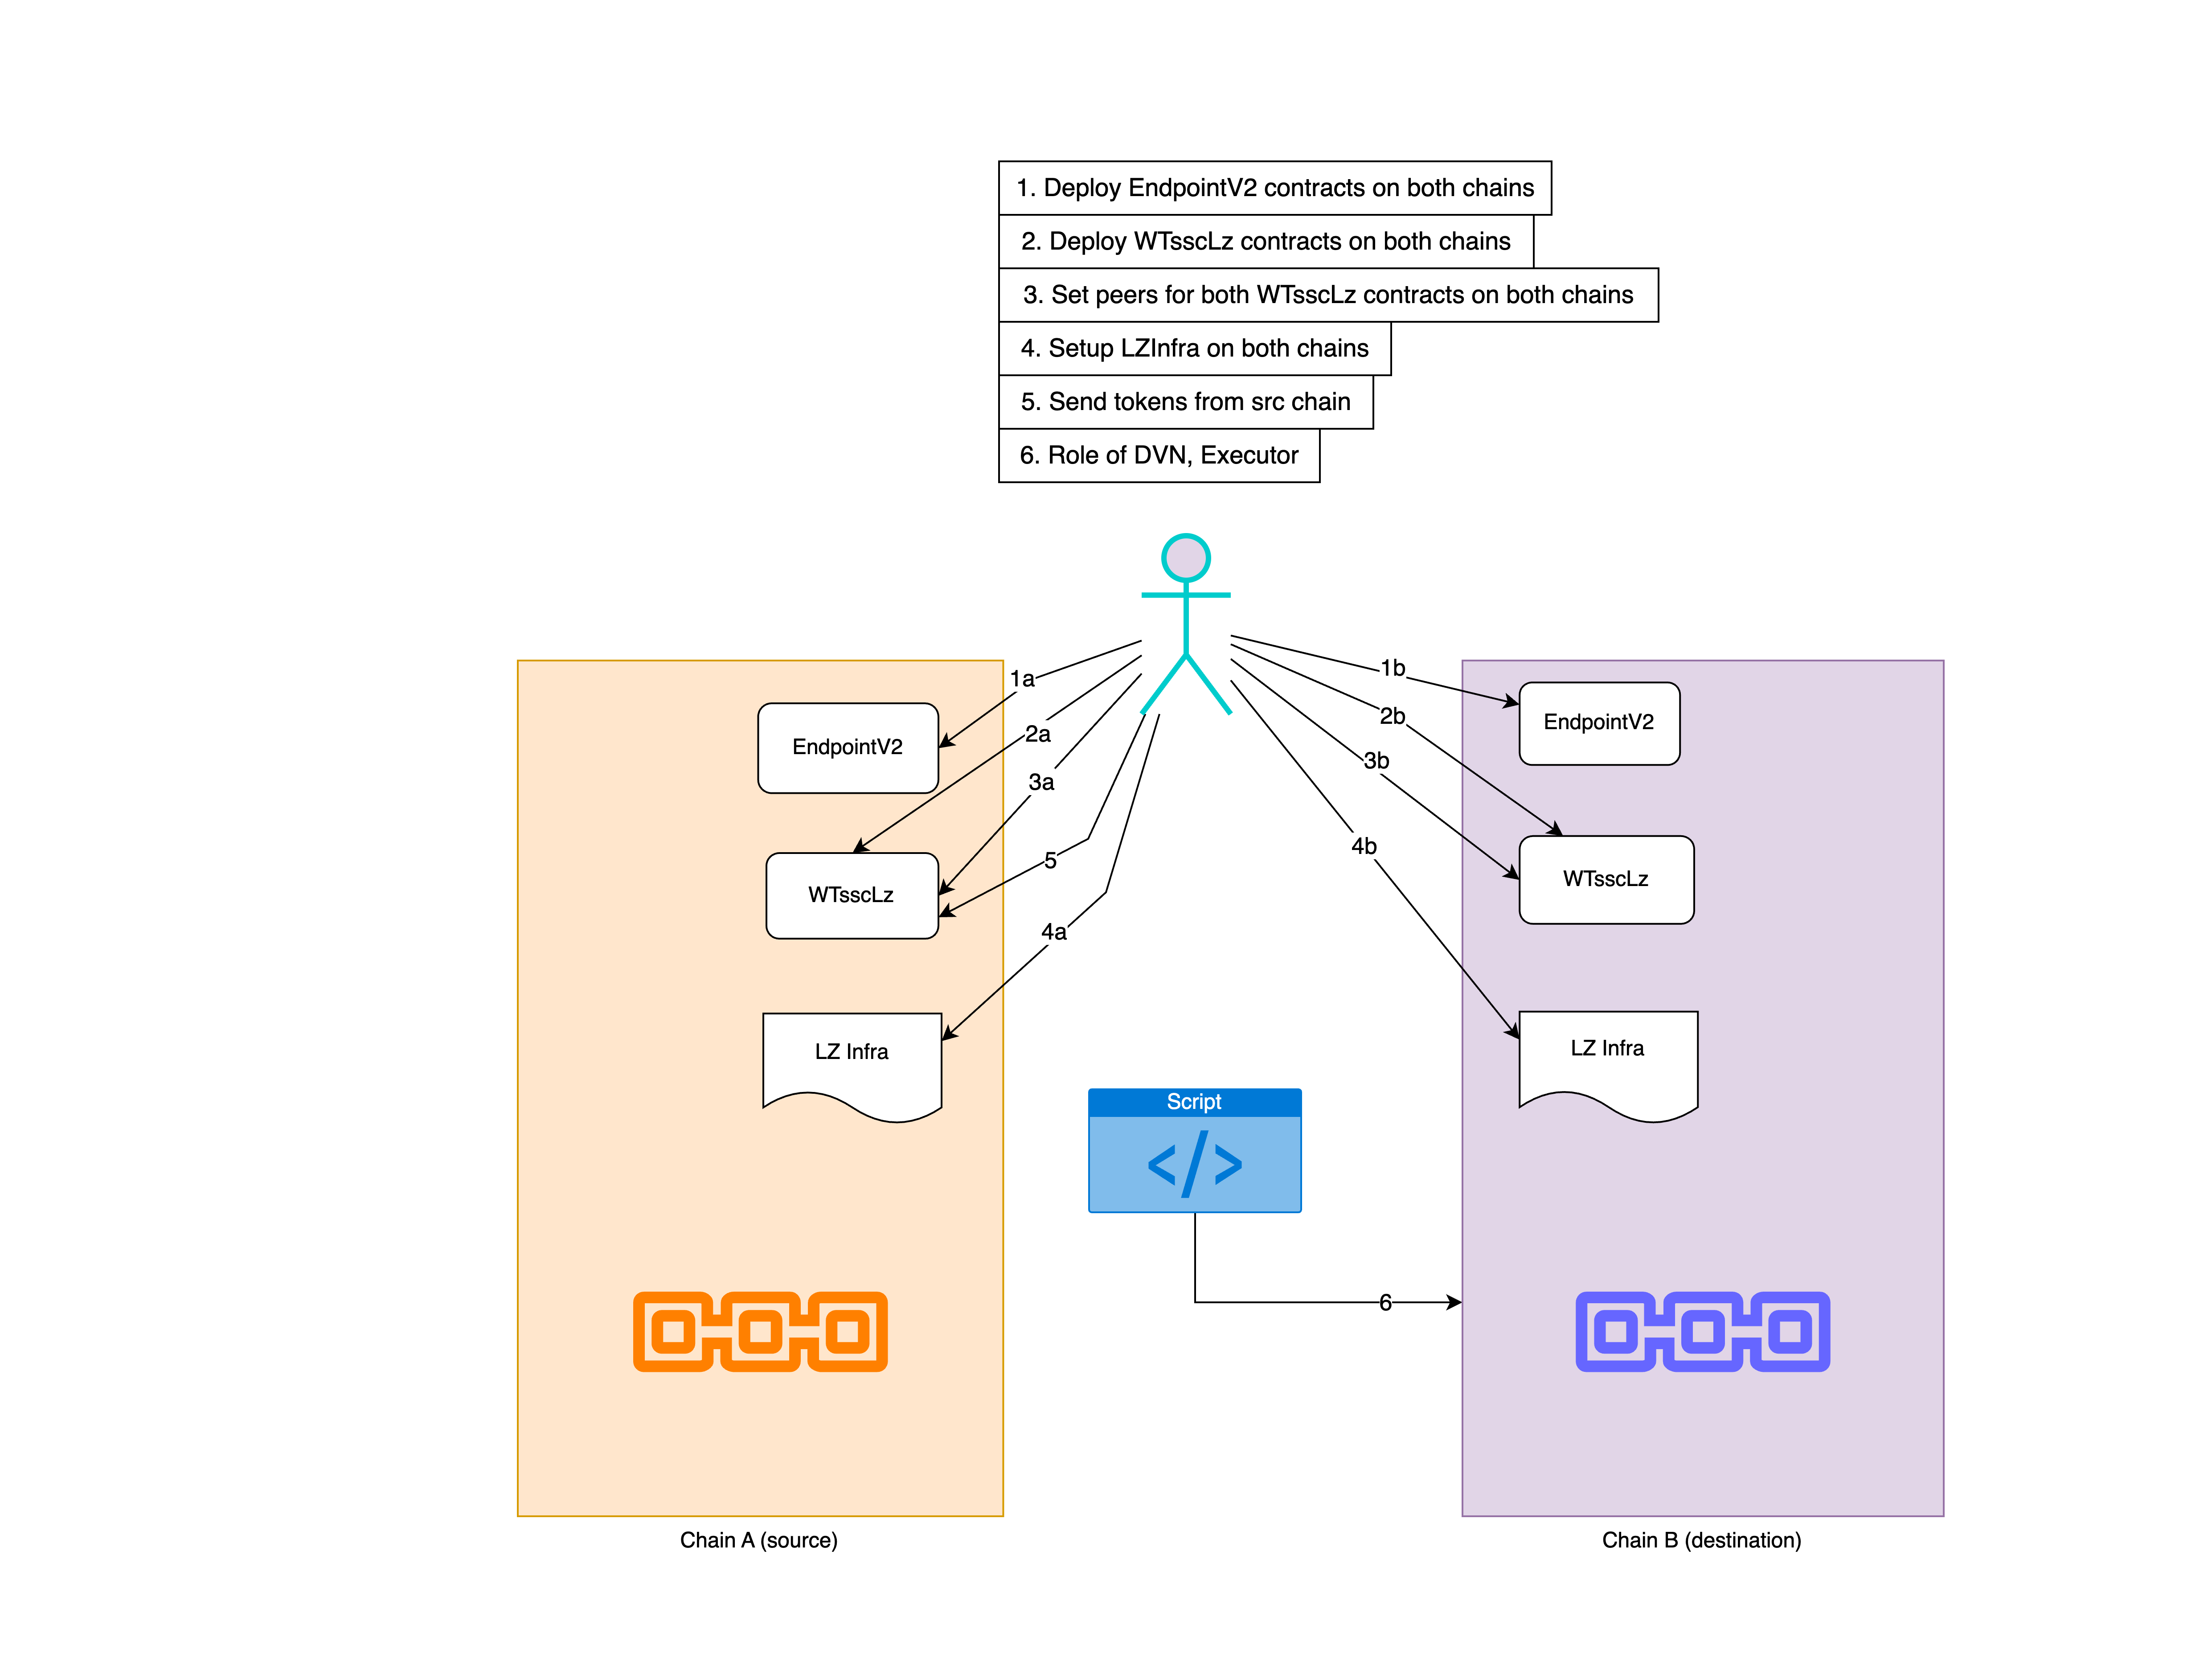 1. Deploy EndpointV2 contracts on both chains
2. Deploy WTsscLz contracts on both chains
3. Set peers for both WTsscLz contracts on both chains
4. Setup LZInfra on both chains
5. Send tokens from src chain
6. Role of DVN, Executor
1a
1b
EndpointV2
EndpointV2
2a
2b
3a
3b
WTsscLz
WTsscLz
5
4b
4a
LZ Infra
LZ Infra
Script
</>
6
Chain A (source)
Chain B (destination)